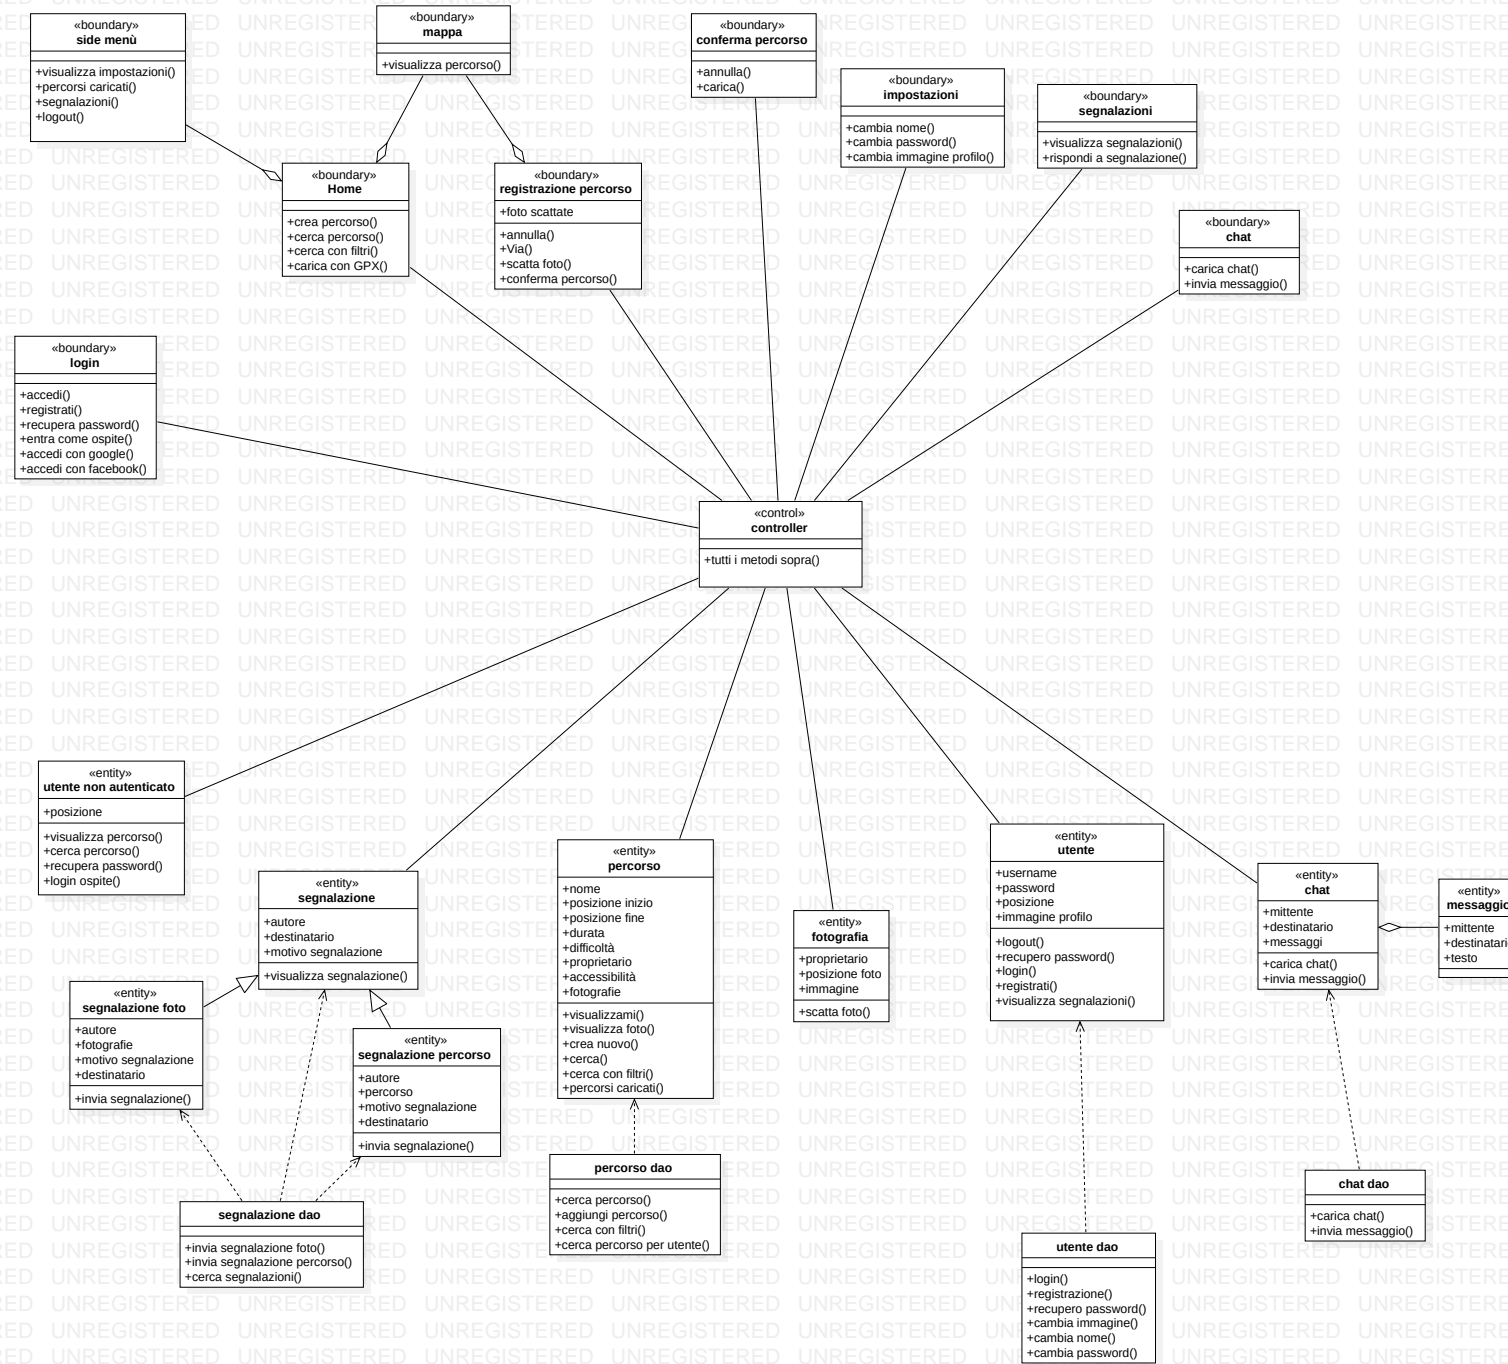 «boundary»
side menù
+visualizza impostazioni()
+percorsi caricati()
+segnalazioni()
+logout()
«boundary»
mappa
+visualizza percorso()
«boundary»
conferma percorso
+annulla()
+carica()
«boundary»
impostazioni
+cambia nome()
+cambia password()
+cambia immagine profilo()
«boundary»
segnalazioni
+visualizza segnalazioni()
+rispondi a segnalazione()
«boundary»
Home
+crea percorso()
+cerca percorso()
+cerca con filtri()
+carica con GPX()
«boundary»
registrazione percorso
+foto scattate
+annulla()
+Via()
+scatta foto()
+conferma percorso()
«boundary»
chat
+carica chat()
+invia messaggio()
«boundary»
login
+accedi()
+registrati()
+recupera password()
+entra come ospite()
+accedi con google()
+accedi con facebook()
«control»
controller
+tutti i metodi sopra()
«entity»
utente non autenticato
+posizione
+visualizza percorso()
+cerca percorso()
+recupera password()
+login ospite()
«entity»
segnalazione
+autore
+destinatario
+motivo segnalazione
+visualizza segnalazione()
«entity»
percorso
+nome
+posizione inizio
+posizione fine
+durata
+difficoltà
+proprietario
+accessibilità
+fotografie
+visualizzami()
+visualizza foto()
+crea nuovo()
+cerca()
+cerca con filtri()
+percorsi caricati()
«entity»
fotografia
+proprietario
+posizione foto
+immagine
+scatta foto()
«entity»
utente
+username
+password
+posizione
+immagine profilo
+logout()
+recupero password()
+login()
+registrati()
+visualizza segnalazioni()
«entity»
chat
+mittente
+destinatario
+messaggi
+carica chat()
+invia messaggio()
«entity»
messaggio
+mittente
+destinatario
+testo
«entity»
segnalazione foto
+autore
+fotografie
+motivo segnalazione
+destinatario
+invia segnalazione()
«entity»
segnalazione percorso
+autore
+percorso
+motivo segnalazione
+destinatario
+invia segnalazione()
segnalazione dao
+invia segnalazione foto()
+invia segnalazione percorso()
+cerca segnalazioni()
percorso dao
+cerca percorso()
+aggiungi percorso()
+cerca con filtri()
+cerca percorso per utente()
utente dao
+login()
+registrazione()
+recupero password()
+cambia immagine()
+cambia nome()
+cambia password()
chat dao
+carica chat()
+invia messaggio()
UNREGISTERED